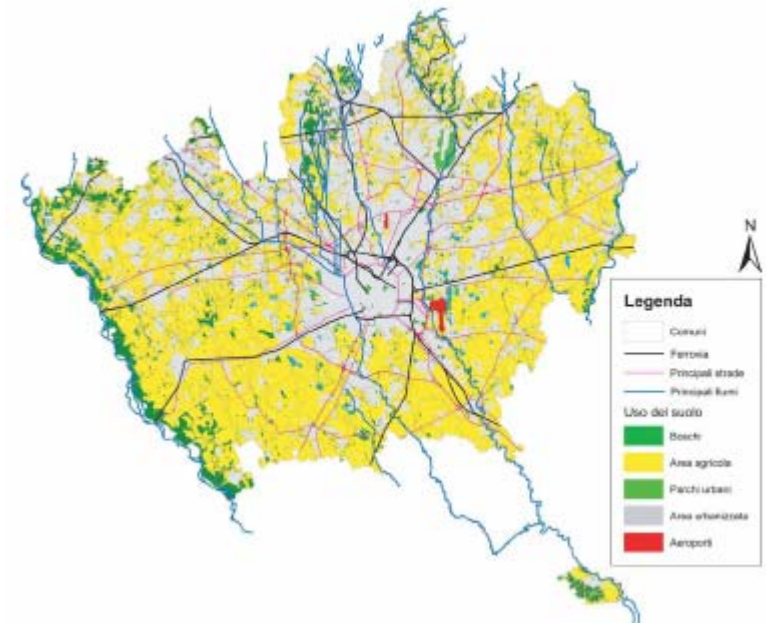 N
Legenda
Comuni
Ferrovia
Principali strade
Principali fiumi
Uso del suolo
Boschi
Area agricola
Parchi urbani
Area urbanizzata
Aeroporti